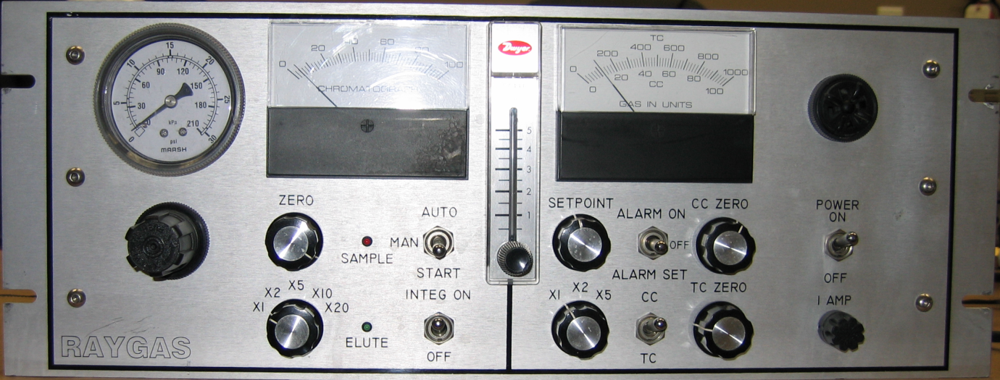 15
10
20
5
25
0
30
90
120
60
150
30
180
210
kPa
psi
MARSH
0
20
80
100
CHROMATOGRAPH
Dwyer
5
4
3
2
1
TC
0
200
400
600
800
1000
0
20
40
60
80
100
CC
GAS IN UNITS
ZERO
AUTO
MAN
START
SAMPLE
SETPOINT
ALARM ON
OFF
ALARM SET
CC ZERO
POWER
ON
OFF
X1
X2
X5
X10
X20
ELUTE
INTEG ON
OFF
X1
X2
X5
CC
TC
TC ZERO
1 AMP
RAYGAS